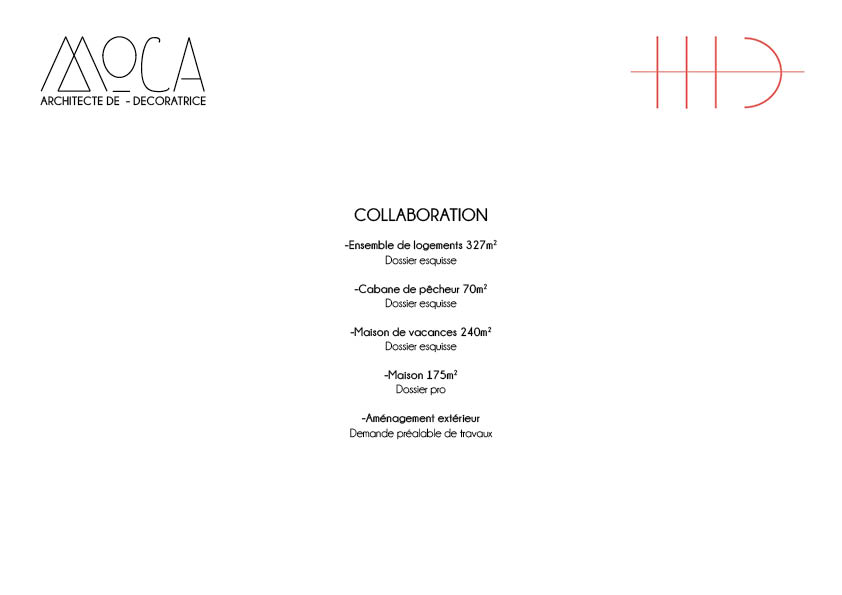 MOCA
ARCHITECTE DE - DECORATRICE
HHD
COLLABORATION
-Ensemble de logements 327m²
Dossier esquisse
-Cabane de pêcheur 70m²
Dossier esquisse
-Maison de vacances 240m²
Dossier esquisse
-Maison 175m²
Dossier pro
-Aménagement extérieur
Demande préalable de travaux